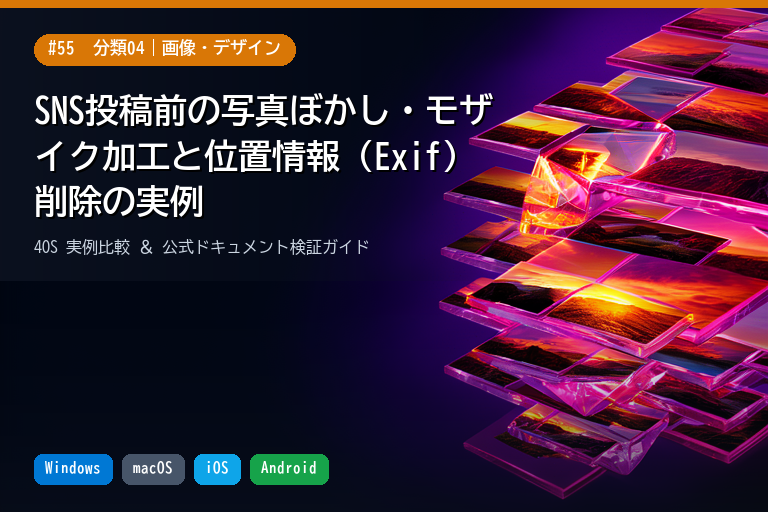 #55　分類04｜画像・デザイン
SNS投稿前の写真ぼかし・モザ
イク加工と位置情報（Exif）
削除の実例
4OS 実例比較 ＆ 公式ドキュメント検証ガイド
Windows
macOS
iOS
Android